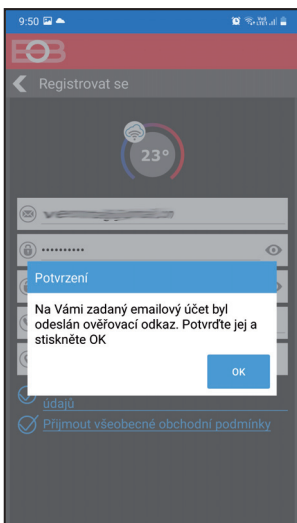 9:50
EOB
Registrovat se
23°
••••••••••
Potvrzení
Na Vámi zadaný emailový účet byl
odeslán ověřovací odkaz. Potvrďte jej a
stiskněte OK
OK
údajů
Přijmout všeobecné obchodní podmínky